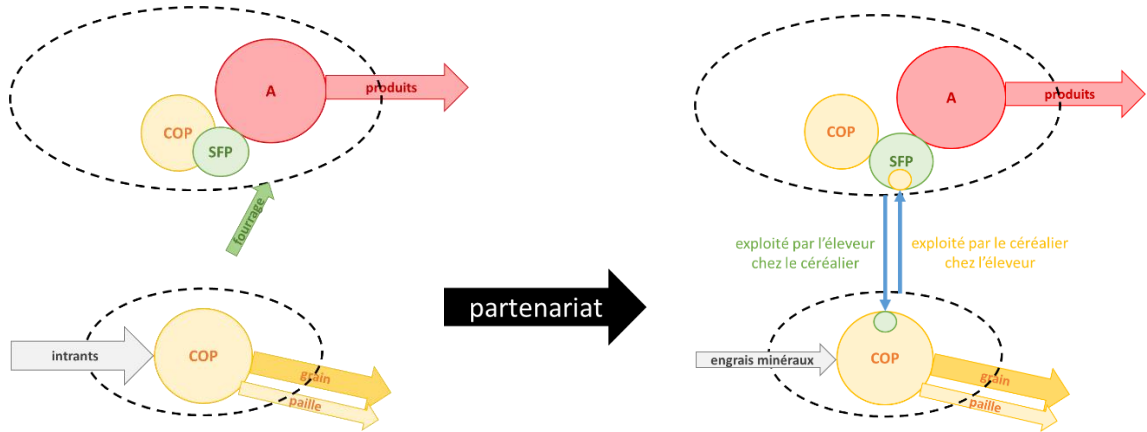 A
produits
COP
SFP
fourrage
intrants
COP
grain
paille
partenariat
A
produits
COP
SFP
exploité par l'éleveur
chez le céréalier
exploité par le céréalier
chez l'éleveur
engrais minéraux
COP
grain
paille